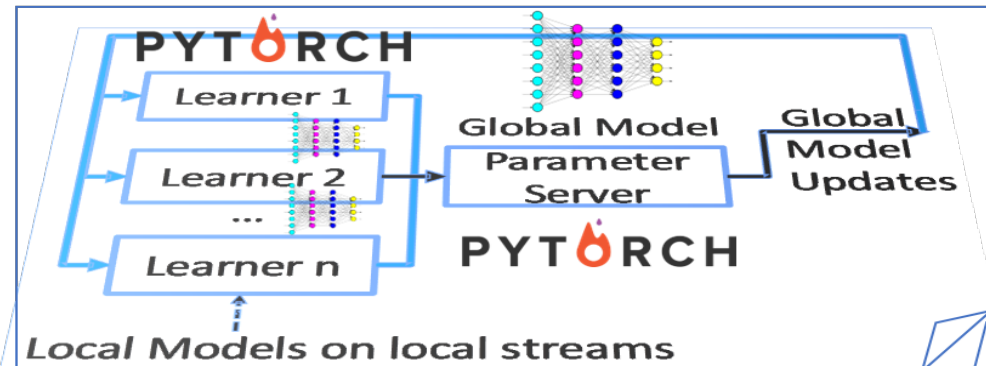 PYTORCH
Learner 1
Learner 2
...
Learner n
Global Model
Parameter
Server
PYTORCH
Global
Model
Updates
Local Models on local streams